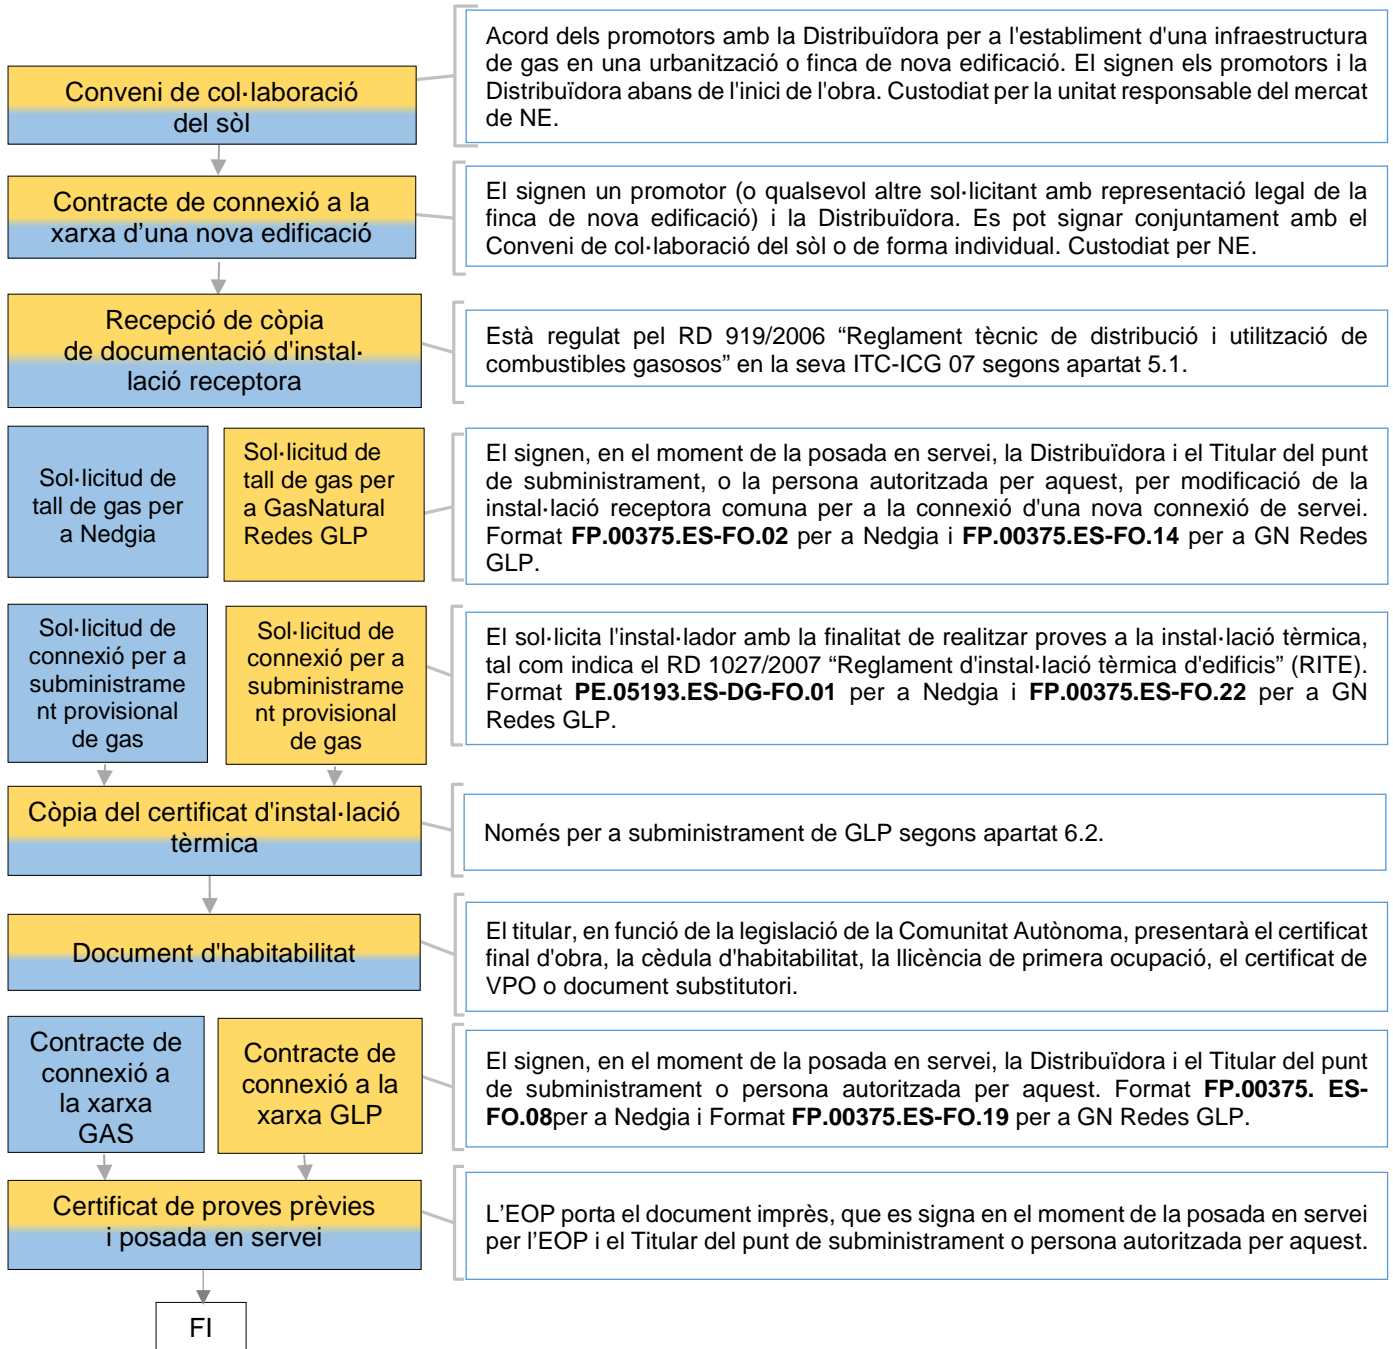 Conveni de col·laboració
del sòl
Acord dels promotors amb la Distribuïdora per a l'establiment d'una infraestructura
de gas en una urbanització o finca de nova edificació. El signen els promotors i la
Distribuïdora abans de l'inici de l'obra. Custodiat per la unitat responsable del mercat
de NE.
Contracte de connexió a la
xarxa d’una nova edificació
El signen un promotor (o qualsevol altre sol·licitant amb representació legal de la
finca de nova edificació) i la Distribuïdora. Es pot signar conjuntament amb el
Conveni de col·laboració del sòl o de forma individual. Custodiat per NE.
Recepció de còpia
de documentació d'instal·
lació receptora
Està regulat pel RD 919/2006 “Reglament tècnic de distribució i utilització de
combustibles gasosos” en la seva ITC-ICG 07 segons apartat 5.1.
Sol·licitud de
tall de gas per
a Nedgia
Sol·licitud de
tall de gas per
a GasNatural
Redes GLP
El signen, en el moment de la posada en servei, la Distribuïdora i el Titular del punt
de subministrament, o la persona autoritzada per aquest, per modificació de la
instal·lació receptora comuna per a la connexió d'una nova connexió de servei.
Format FP.00375.ES-FO.02 per a Nedgia i FP.00375.ES-FO.14 per a GN Redes
GLP.
Sol·licitud de
connexió per a
subministrame
nt provisional
de gas
Sol·licitud de
connexió per a
subministrame
nt provisional
de gas
El sol·licita l'instal·lador amb la finalitat de realitzar proves a la instal·lació tèrmica,
tal com indica el RD 1027/2007 “Reglament d'instal·lació tèrmica d'edificis” (RITE).
Format PE.05193.ES-DG-FO.01 per a Nedgia i FP.00375.ES-FO.22 per a GN
Redes GLP.
Còpia del certificat d'instal·lació
tèrmica
Només per a subministrament de GLP segons apartat 6.2.
Document d'habitabilitat
El titular, en funció de la legislació de la Comunitat Autònoma, presentarà el certificat
final d'obra, la cèdula d'habitabilitat, la llicència de primera ocupació, el certificat de
VPO o document substitutori.
Contracte de
connexió a
la xarxa
GAS
Contracte de
connexió a la
xarxa GLP
El signen, en el moment de la posada en servei, la Distribuïdora i el Titular del punt
de subministrament o persona autoritzada per aquest. Format FP.00375. ES-
FO.08per a Nedgia i Format FP.00375.ES-FO.19 per a GN Redes GLP.
Certificat de proves prèvies
i posada en servei
L’EOP porta el document imprès, que es signa en el moment de la posada en servei
per l’EOP i el Titular del punt de subministrament o persona autoritzada per aquest.
FI